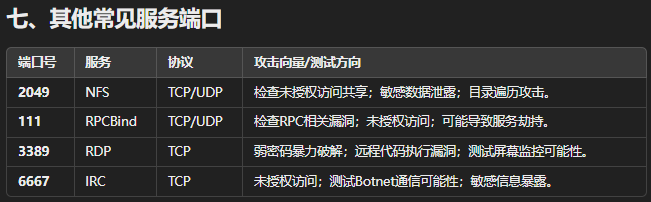 七、其他常见服务端口
端口号 服务 协议 攻击向量/测试方向
2049 NFS TCP/UDP 检查未授权访问共享；敏感数据泄露；目录遍历攻击。
111 RPCBind TCP/UDP 检查RPC相关漏洞；未授权访问；可能导致服务劫持。
3389 RDP TCP 弱密码暴力破解；远程代码执行漏洞；测试屏幕监控可能性。
6667 IRC TCP 未授权访问；测试Botnet通信可能性；敏感信息暴露。